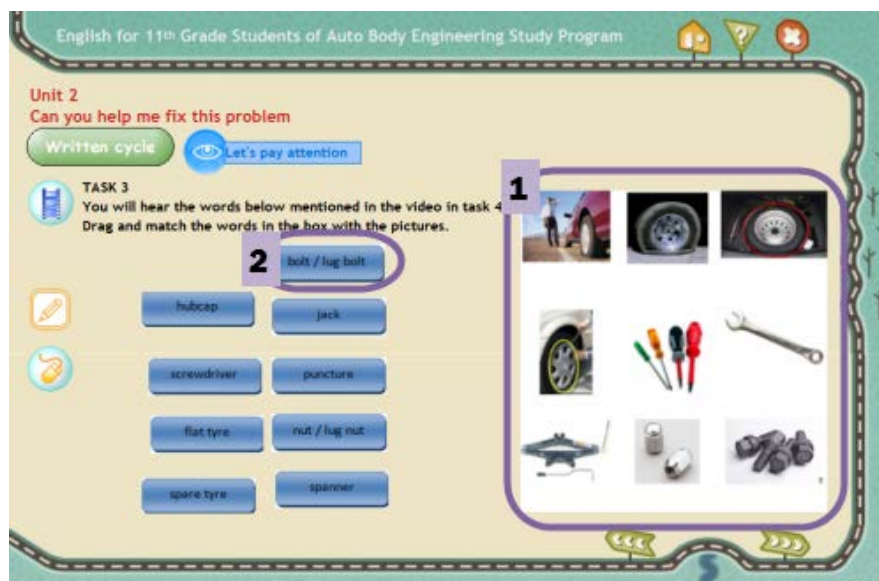 English for 11th Grade Students of Auto Body Engineering Study Program
?
Unit 2
Can you help me fix this problem
Written cycle
Let's pay attention
TASK 3
You will hear the words below mentioned in the video in task 4
Drag and match the words in the box with the pictures.
1
2
bolt / lug bolt
hubcap
jack
screwdriver
puncture
flat tyre
nut / lug nut
spare tyre
spanner